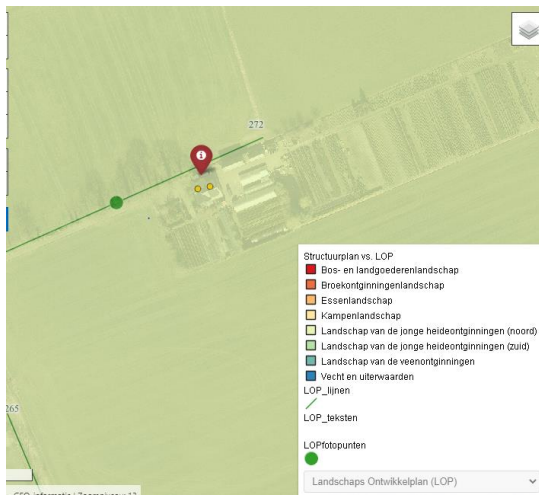 272
Structuurplan vs. LOP
Bos- en landgoederenlandschap
Broekontginningenlandschap
Essenlandschap
Kampenlandschap
Landschap van de jonge heideontginningen (noord)
Landschap van de jonge heideontginningen (zuid)
Landschap van de veenontginningen
Vecht en uiterwaarden
LOP_lijnen
LOP_teksten
265
LOPfotopunten
Landschaps Ontwikkelplan (LOP)